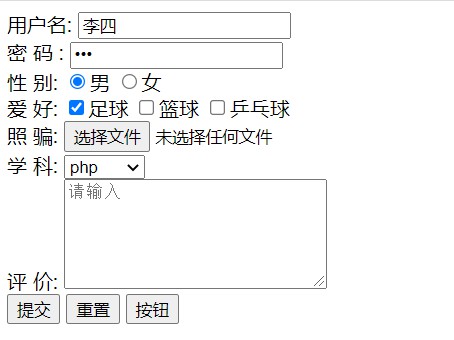 用户名: 李四
密 码 : •••
性 别: 男 女
爱 好: 足球 篮球 乒乓球
照 骗: 选择文件 未选择任何文件
学 科: php
请输入
评 价:
提交 重置 按钮